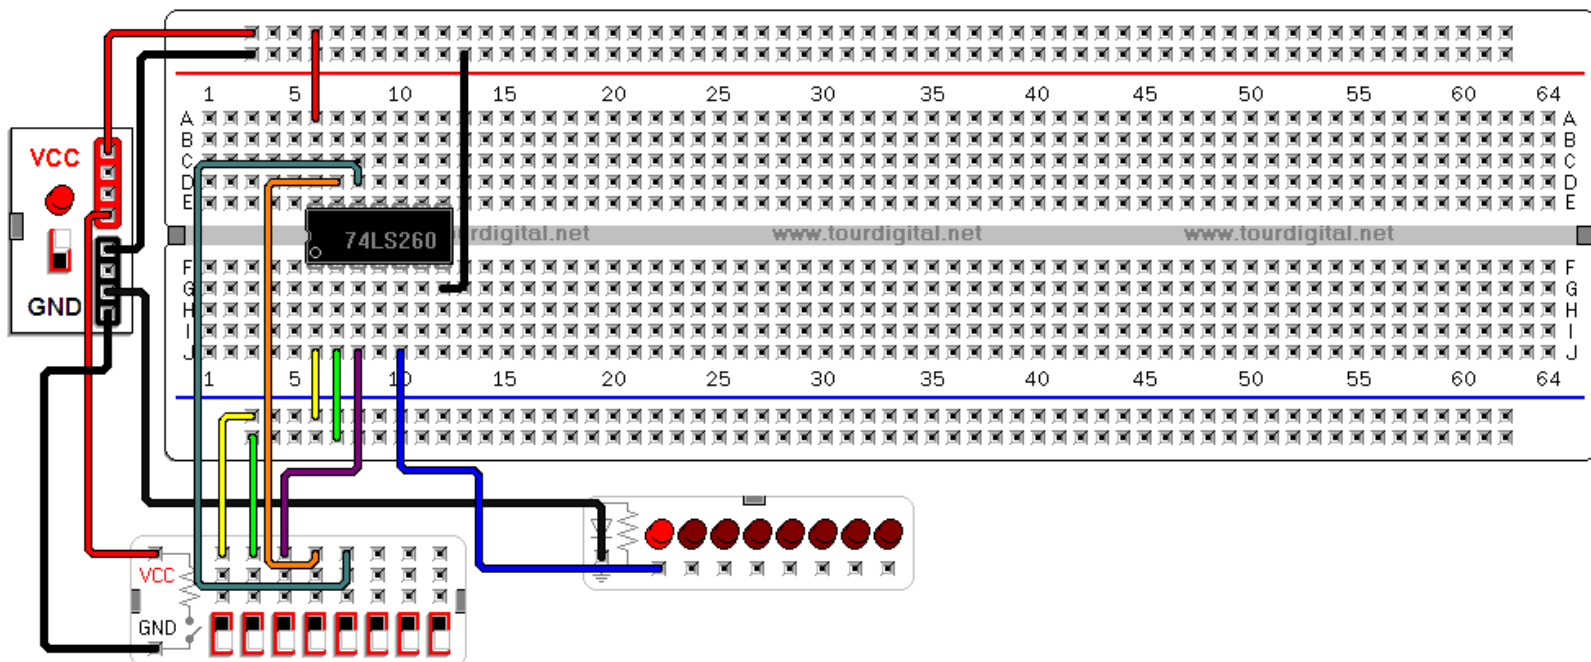 1 5 10 15 20 25 30 35 40 45 50 55 60 64
A A
B B
C C
D D
E E
VCC
74LS260
urdigital.net www.tourdigital.net www.tourdigital.net
GND
F F
G G
H H
I I
J J
1 5 10 15 20 25 30 35 40 45 50 55 60 64
VCC
GND